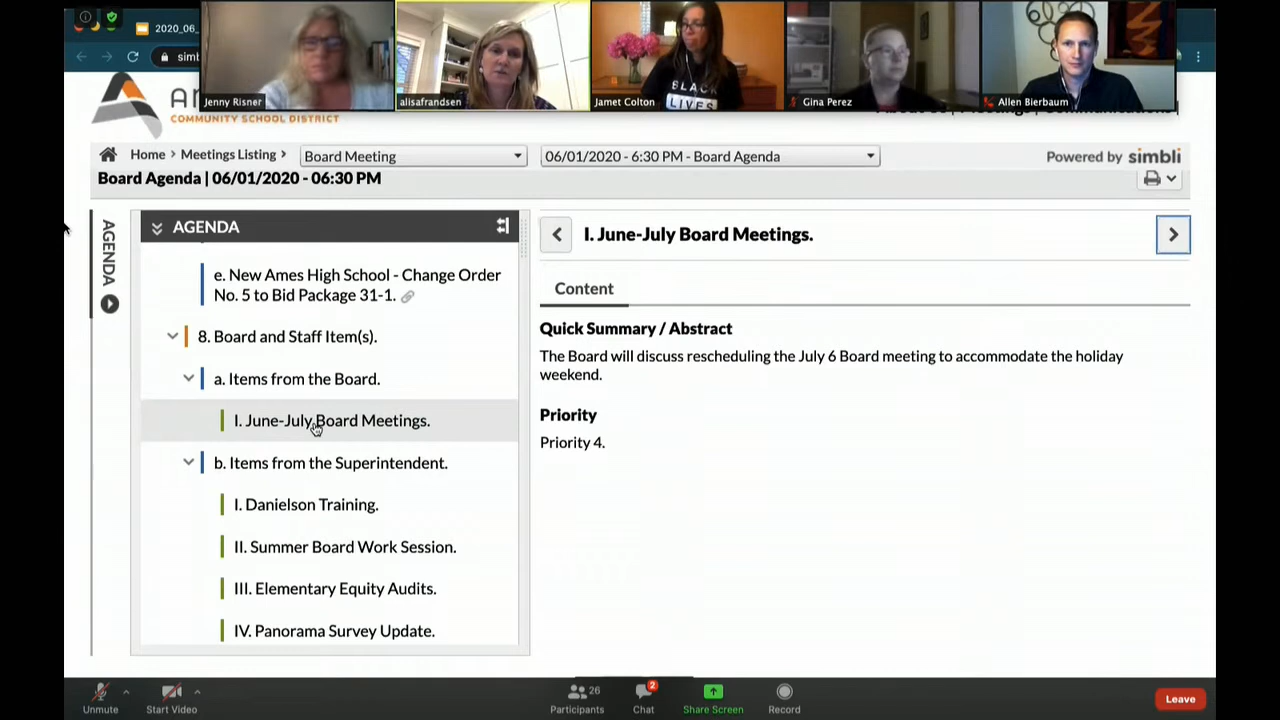 2020_06_
simb
Jenny Risner
alisafrandsen
BLACK
LIVES
Jamet Colton
Gina Perez
Allen Bierbaum
COMMUNITY SCHOOL DISTRICT
Home > Meetings Listing >
Board Meeting
06/01/2020 - 6:30 PM - Board Agenda
Powered by simbli
Board Agenda | 06/01/2020 - 06:30 PM
AGENDA
AGENDA
e. New Ames High School - Change Order
No. 5 to Bid Package 31-1.
8. Board and Staff Item(s).
a. Items from the Board.
I. June-July Board Meetings.
b. Items from the Superintendent.
I. Danielson Training.
II. Summer Board Work Session.
III. Elementary Equity Audits.
IV. Panorama Survey Update.
I. June-July Board Meetings.
Content
Quick Summary / Abstract
The Board will discuss rescheduling the July 6 Board meeting to accommodate the holiday
weekend.
Priority
Priority 4.
Unmute
Start Video
26
Participants
2
Chat
Share Screen
Record
Leave